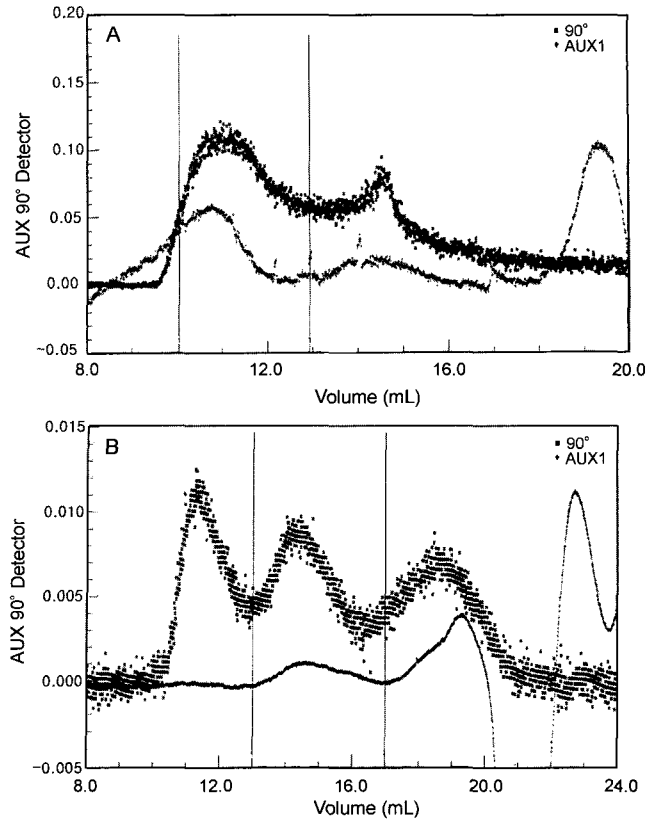 A
90°
AUX1
0.20
0.15
0.10
0.05
0.00
~0.05
AUX 90° Detector
8.0 12.0 16.0 20.0
Volume (mL)
B
90°
AUX1
0.015
0.010
0.005
0.000
−0.005
AUX 90° Detector
8.0 12.0 16.0 20.0 24.0
Volume (mL)